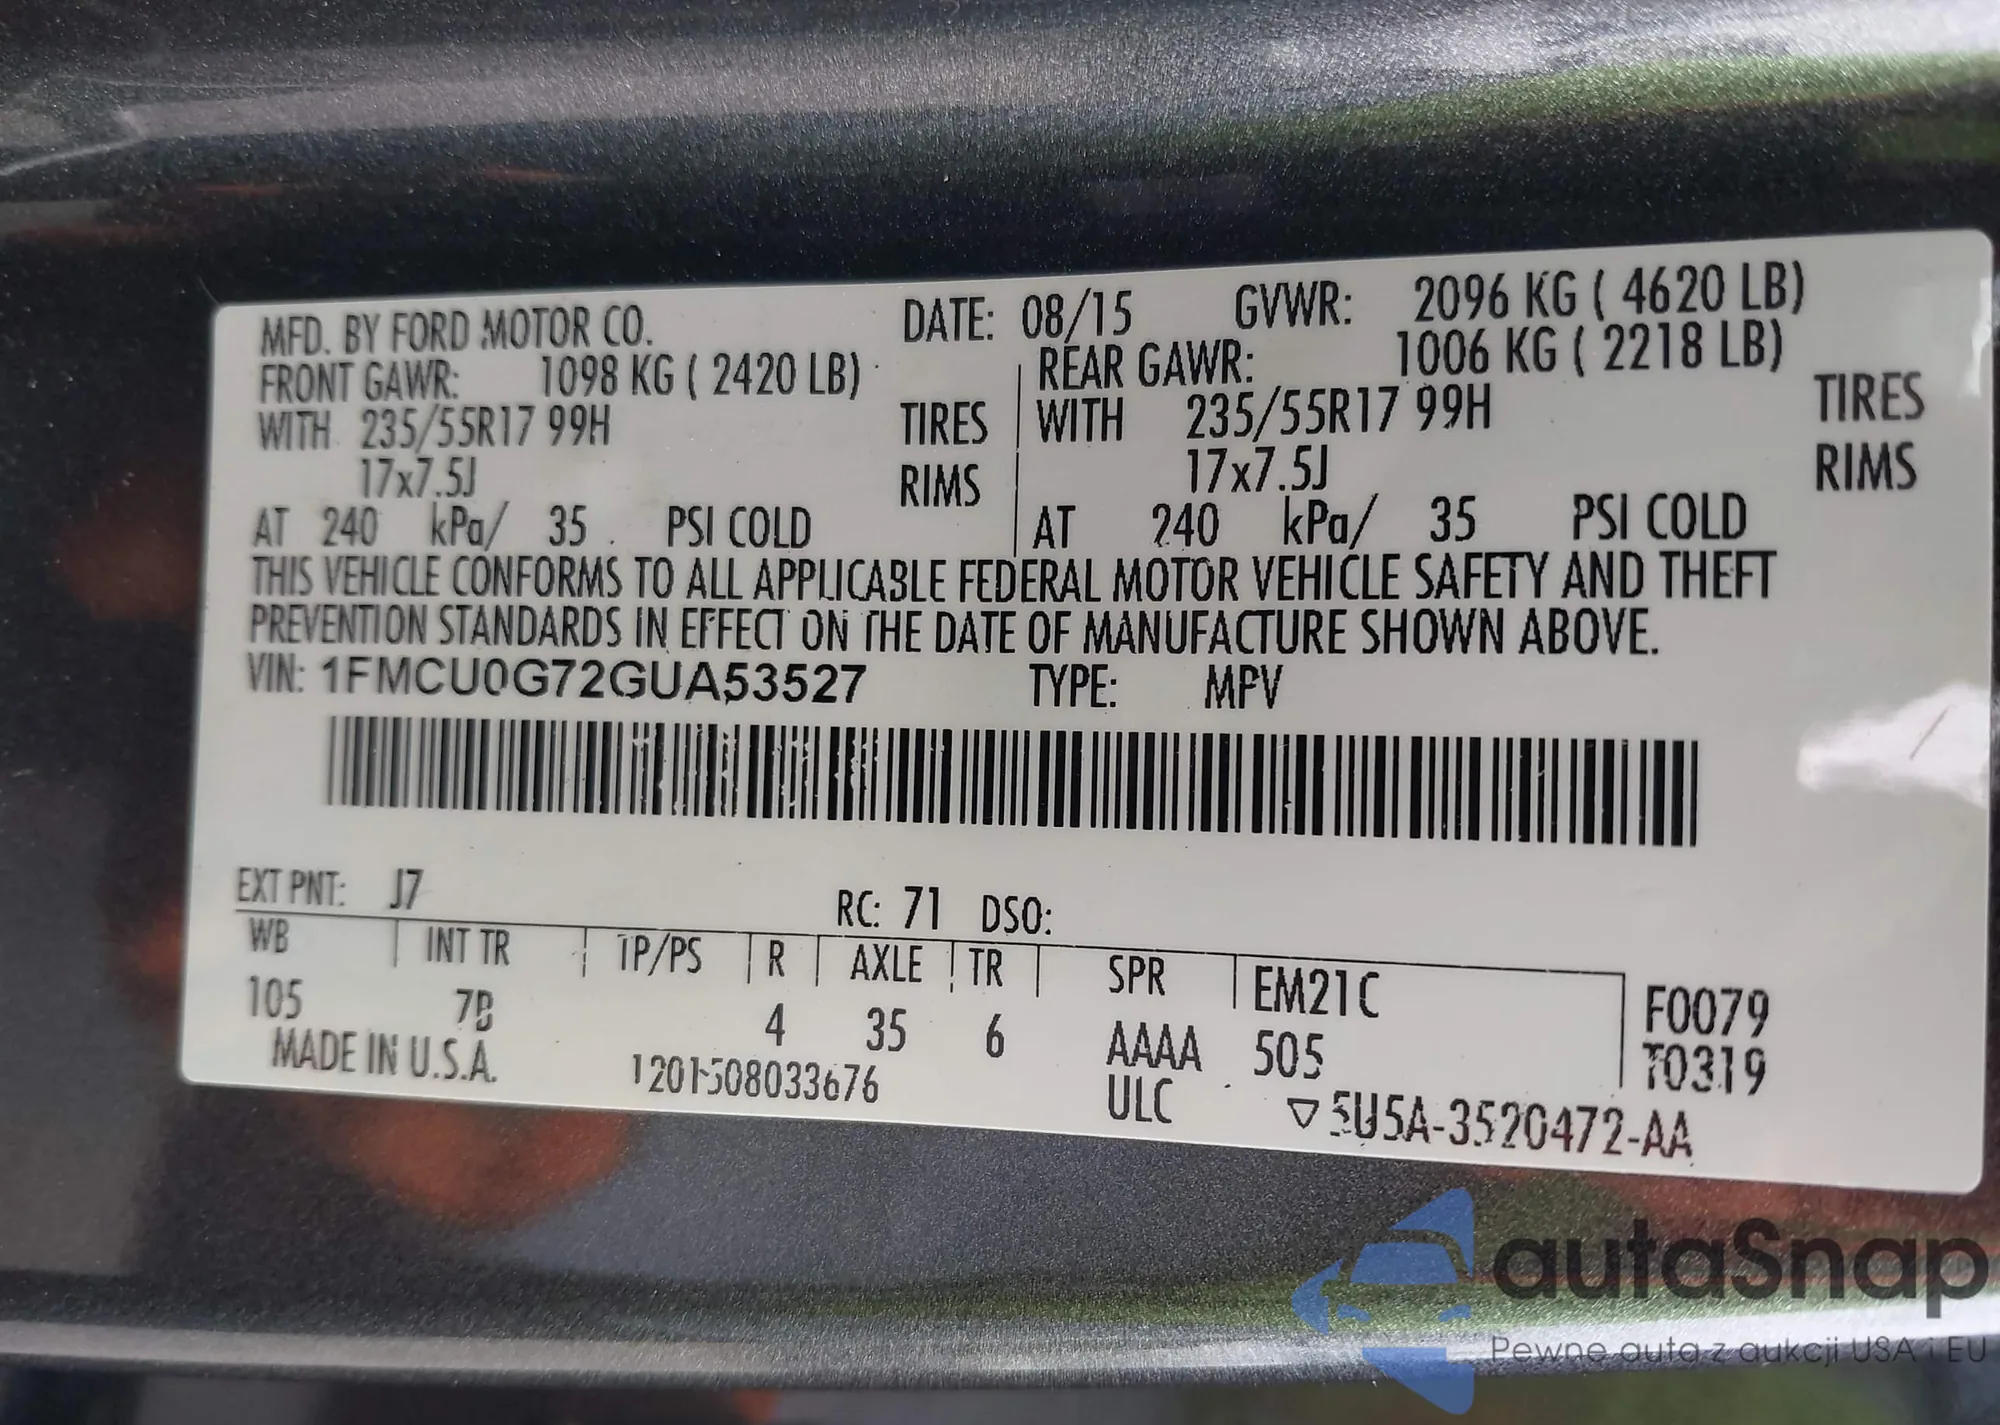 MFD. BY FORD MOTOR CO. DATE: 08/15 GVWR: 2096 KG ( 4620 LB)
FRONT GAWR: 1098 KG ( 2420 LB) REAR GAWR: 1006 KG ( 2218 LB)
WITH 235/55R17 99H TIRES WITH 235/55R17 99H TIRES
17x7.5J RIMS 17x7.5J RIMS
AT 240 kPa/ 35 PSI COLD AT 240 kPa/ 35 PSI COLD
THIS VEHICLE CONFORMS TO ALL APPLICABLE FEDERAL MOTOR VEHICLE SAFETY AND THEFT
PREVENTION STANDARDS IN EFFECT ON THE DATE OF MANUFACTURE SHOWN ABOVE.
VIN: 1FMCU0G72GUA53527 TYPE: MPV
EXT PNT: J7 RC: 71 DSO:
WB INT TR TP/PS R AXLE TR SPR EM21C F0079
105 7B 4 35 6 AAAA 505 T0319
MADE IN U.S.A. 1201508033676 ULC ▽5U5A-3520472-AA
autaSnap
Pewne auta z aukcji USA i EU